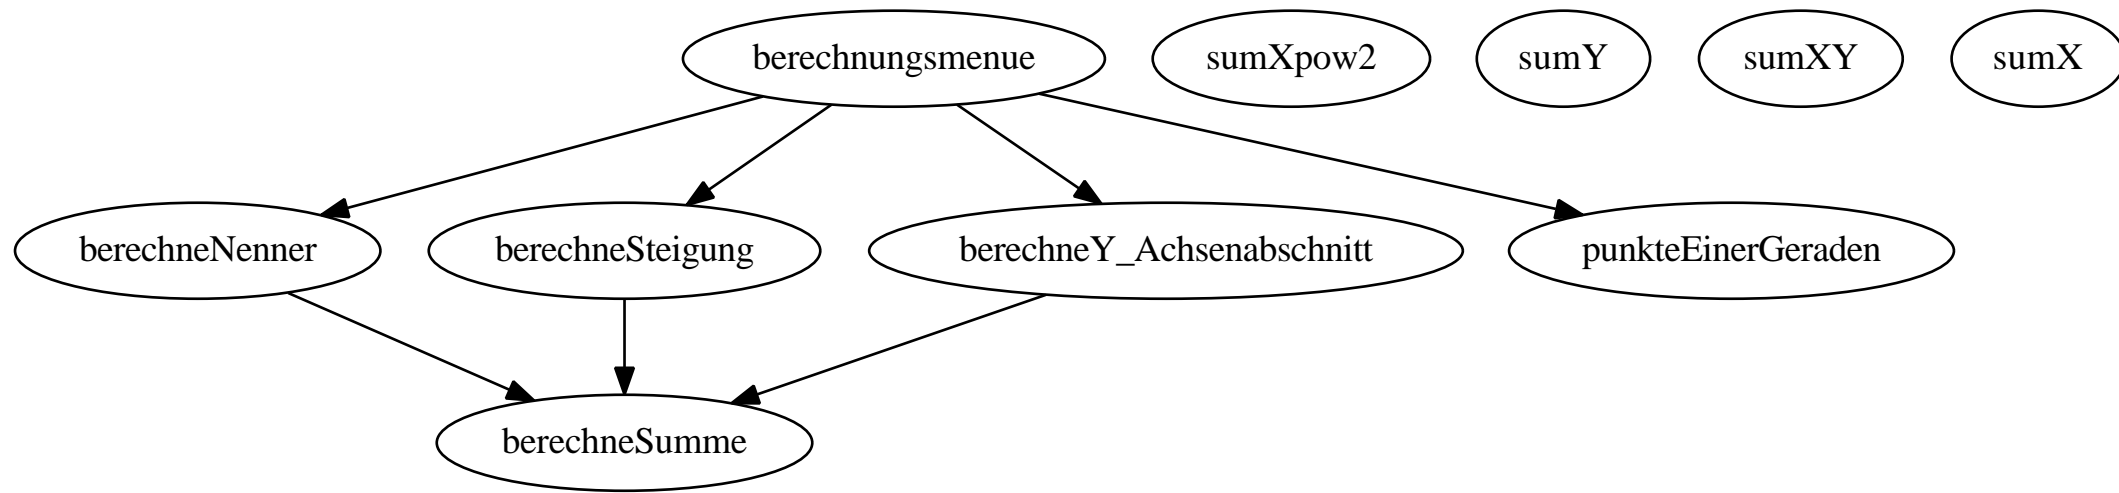 berechnungsmenue
sumXpow2
sumY
sumXY
sumX
berechneNenner
berechneSteigung
berechneY_Achsenabschnitt
punkteEinerGeraden
berechneSumme